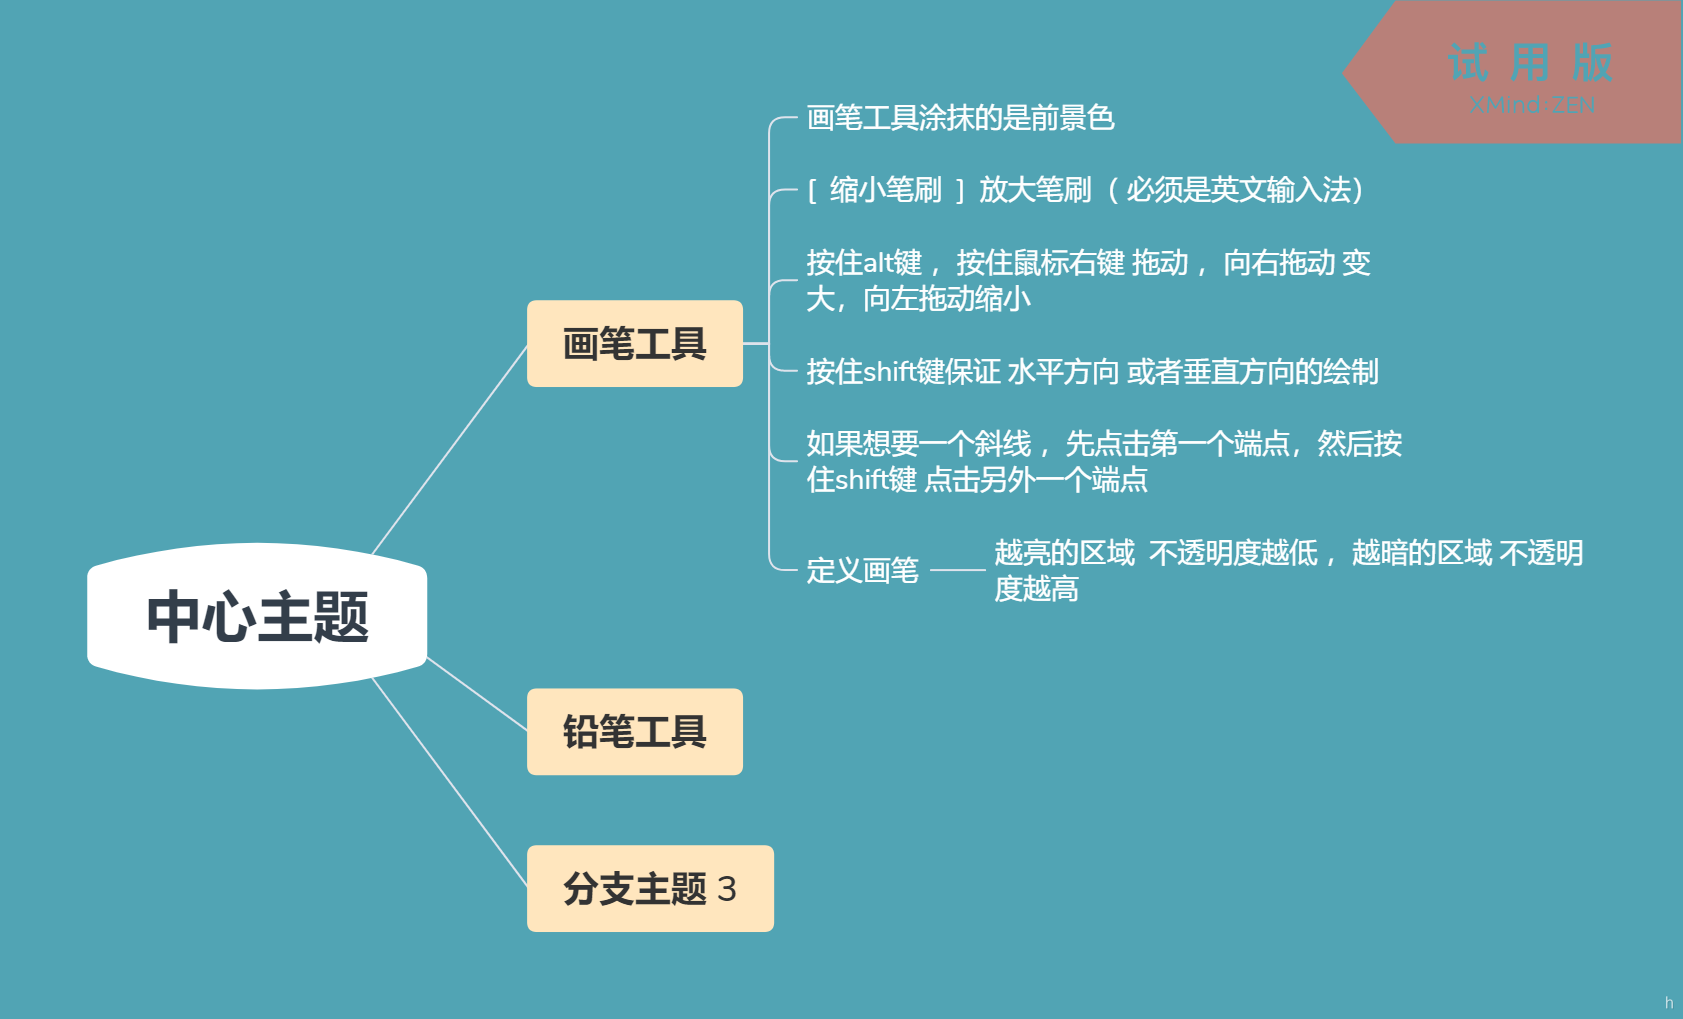 试 用 版
XMind:ZEN
画笔工具涂抹的是前景色
[ 缩小笔刷 ] 放大笔刷（ 必须是英文输入法）
按住alt键 ， 按住鼠标右键 拖动 ， 向右拖动 变
大，向左拖动缩小
画笔工具
按住shift键保证 水平方向 或者垂直方向的绘制
如果想要一个斜线 ， 先点击第一个端点，然后按
住shift键 点击另外一个端点
定义画笔
越亮的区域 不透明度越低 ， 越暗的区域 不透明
度越高
中心主题
铅笔工具
分支主题 3
h